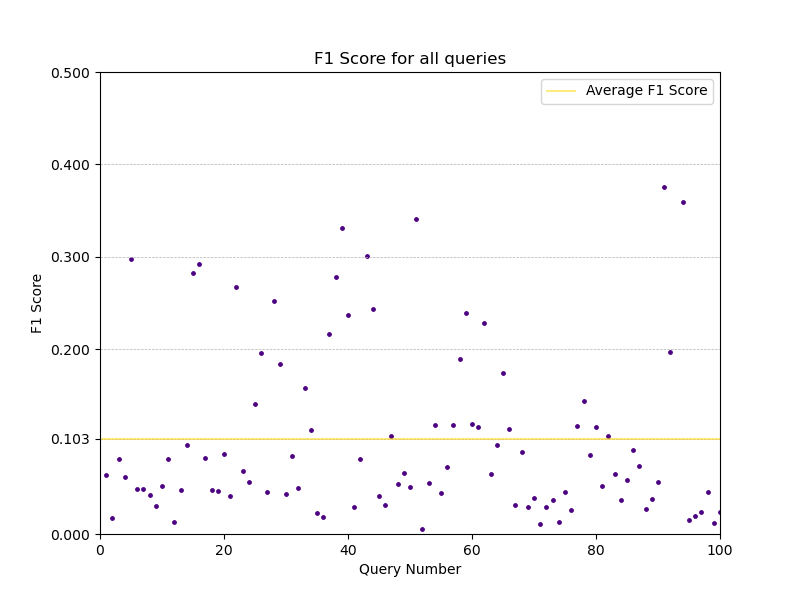 F1 Score for all queries
Average F1 Score
F1 Score
0.500
0.400
0.300
0.200
0.103
0.000
0 20 40 60 80 100
Query Number